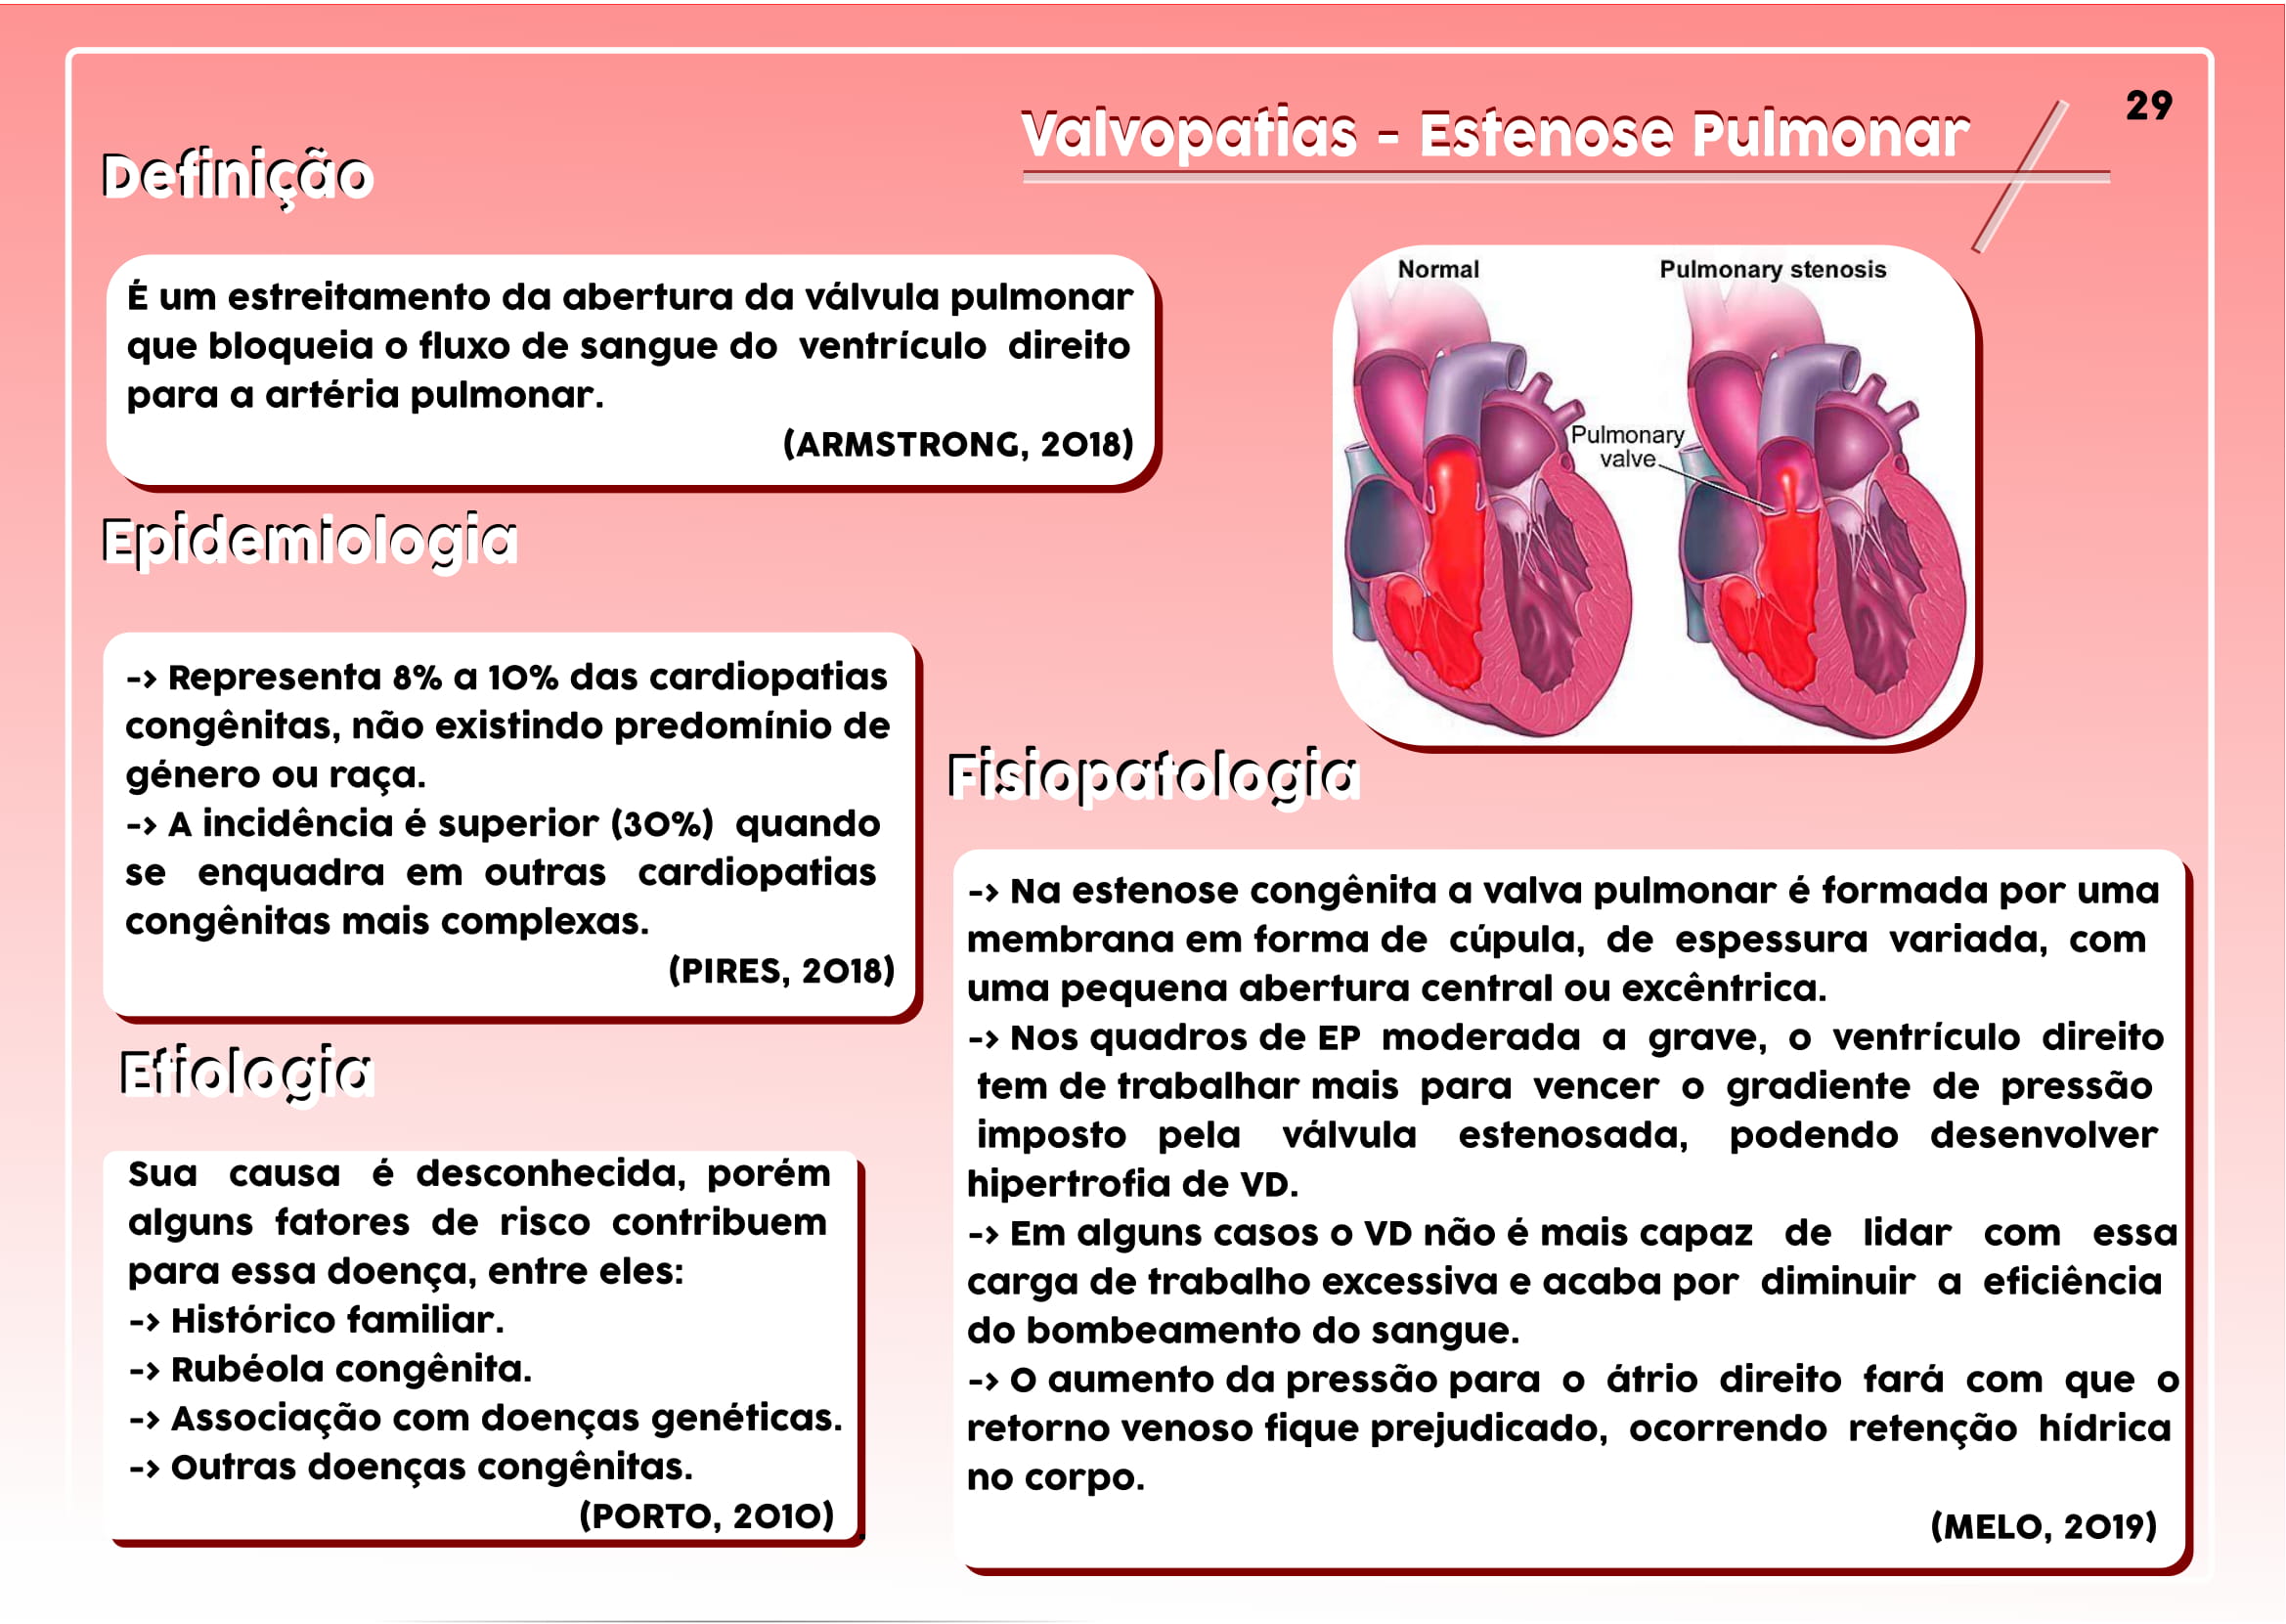 29
Valvopatias - Estenose Pulmonar
Definição
É um estreitamento da abertura da válvula pulmonar
que bloqueia o fluxo de sangue do ventrículo direito
para a artéria pulmonar.
(ARMSTRONG, 2018)
Normal
Pulmonary stenosis
Pulmonary
valve
Epidemiologia
-> Representa 8% a 10% das cardiopatias
congênitas, não existindo predomínio de
género ou raça.
-> A incidência é superior (30%) quando
se enquadra em outras cardiopatias
congênitas mais complexas.
(PIRES, 2018)
Etiologia
Sua causa é desconhecida, porém
alguns fatores de risco contribuem
para essa doença, entre eles:
-> Histórico familiar.
-> Rubéola congênita.
-> Associação com doenças genéticas.
-> Outras doenças congênitas.
(PORTO, 2010)
Fisiopatologia
-> Na estenose congênita a valva pulmonar é formada por uma
membrana em forma de cúpula, de espessura variada, com
uma pequena abertura central ou excêntrica.
-> Nos quadros de EP moderada a grave, o ventrículo direito
tem de trabalhar mais para vencer o gradiente de pressão
imposto pela válvula estenosada, podendo desenvolver
hipertrofia de VD.
-> Em alguns casos o VD não é mais capaz de lidar com essa
carga de trabalho excessiva e acaba por diminuir a eficiência
do bombeamento do sangue.
-> O aumento da pressão para o átrio direito fará com que o
retorno venoso fique prejudicado, ocorrendo retenção hídrica
no corpo.
(MELO, 2019)